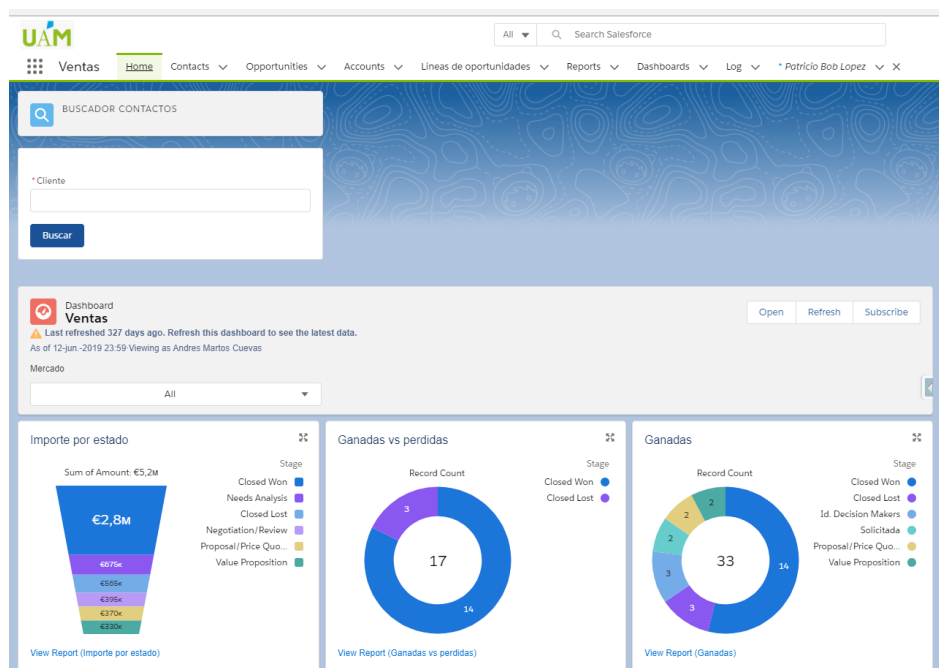 UAM
All
Search Salesforce
Ventas
Home
Contacts
Opportunities
Accounts
Lineas de oportunidades
Reports
Dashboards
Log
* Patricio Bob Lopez
BUSCADOR CONTACTOS
*Cliente
Buscar
Dashboard
Ventas
Last refreshed 327 days ago. Refresh this dashboard to see the latest data.
As of 12-jun.-2019 23:59 Viewing as Andres Martos Cuevas
Open
Refresh
Subscribe
Mercado
All
Importe por estado
Sum of Amount: €5,2M
€2,8M
€675K
€565K
€395K
€370K
€330K
Stage
Closed Won
Needs Analysis
Closed Lost
Negotiation/Review
Proposal/Price Quo...
Value Proposition
View Report (Importe por estado)
Ganadas vs perdidas
Record Count
3
17
14
Stage
Closed Won
Closed Lost
View Report (Ganadas vs perdidas)
Ganadas
Record Count
2
2
2
3
33
14
3
Stage
Closed Won
Closed Lost
Id. Decision Makers
Solicitada
Proposal/Price Quo...
Value Proposition
View Report (Ganadas)